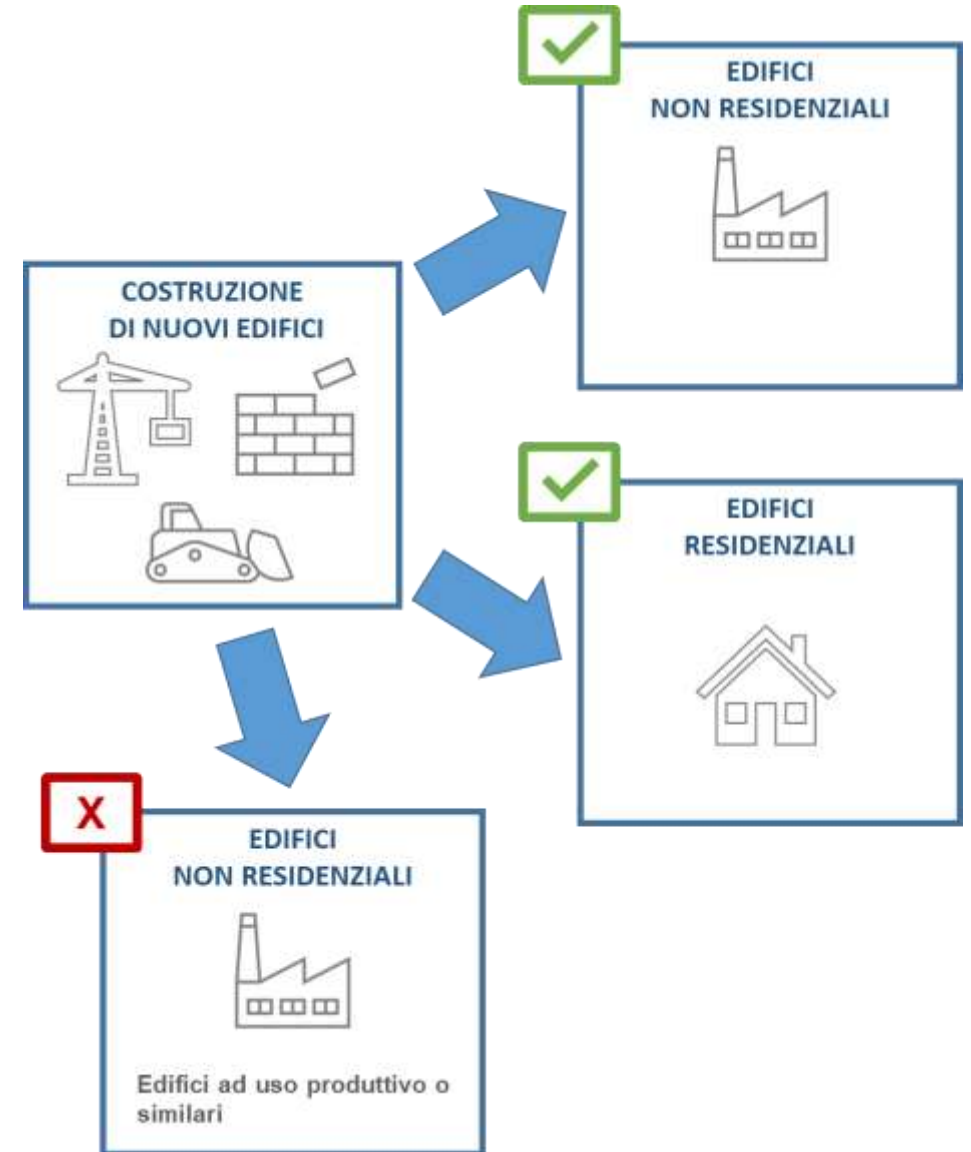 EDIFICI
NON RESIDENZIALI
COSTRUZIONE
DI NUOVI EDIFICI
EDIFICI
RESIDENZIALI
X
EDIFICI
NON RESIDENZIALI
Edifici ad uso produttivo o
similari